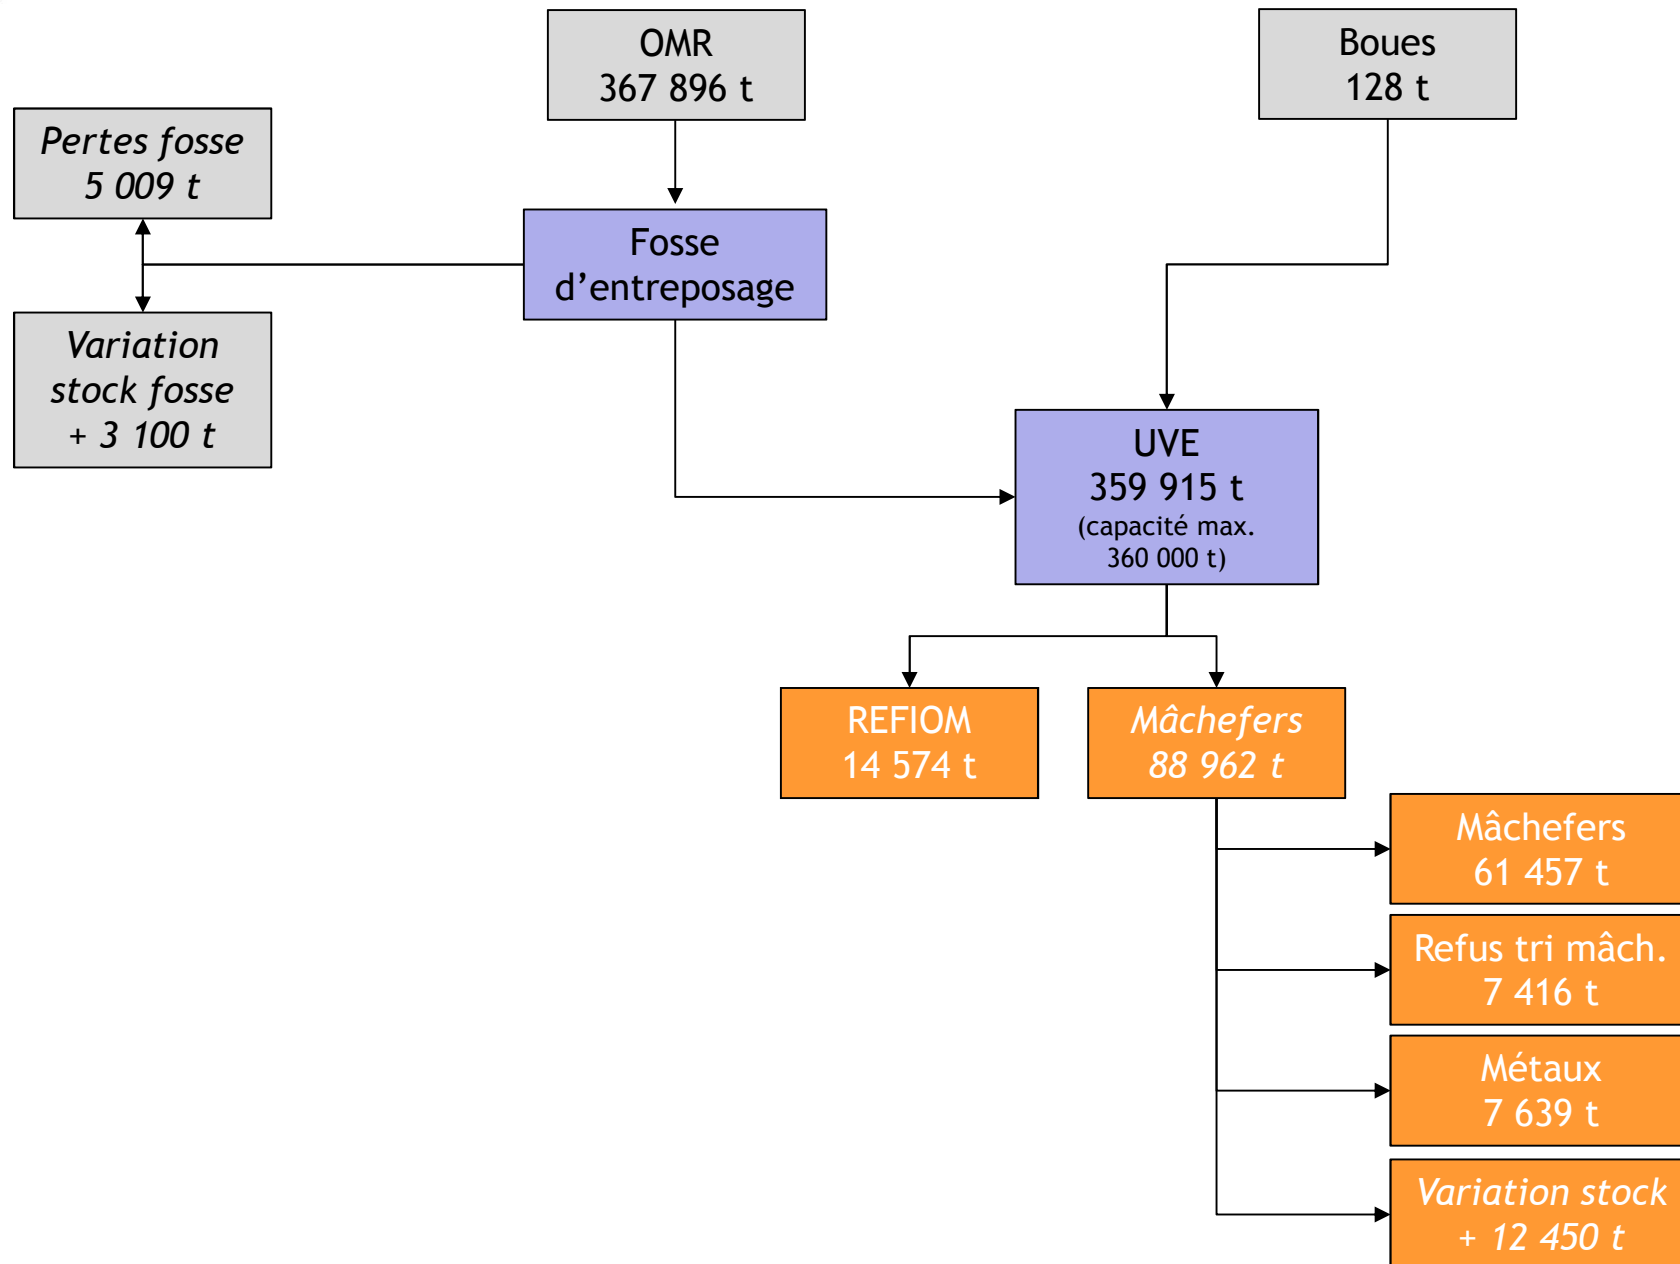 OMR
367 896 t
Boues
128 t
Pertes fosse
5 009 t
Fosse
d’entreposage
Variation
stock fosse
+ 3 100 t
UVE
359 915 t
(capacité max.
360 000 t)
REFIOM
14 574 t
Mâchefers
88 962 t
Mâchefers
61 457 t
Refus tri mâch.
7 416 t
Métaux
7 639 t
Variation stock
+ 12 450 t